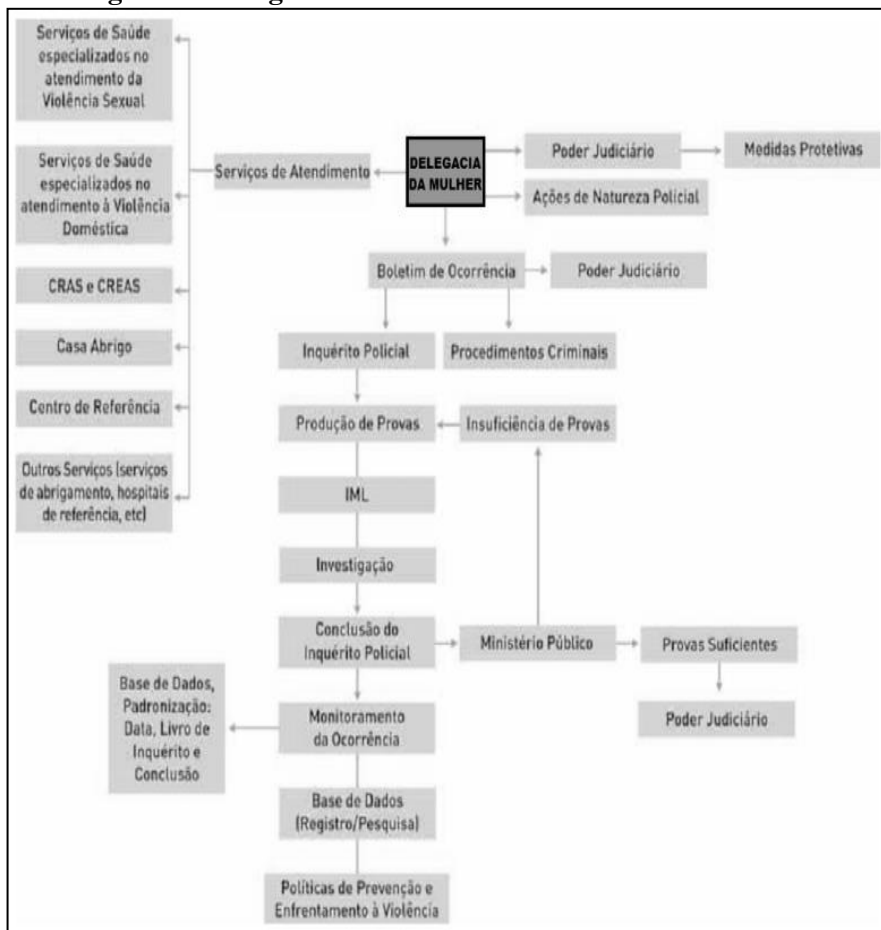 Serviços de Saúde
especializados no
atendimento da
Violência Sexual
DELEGACIA
DA MULHER
Poder Judiciário
Medidas Protetivas
Serviços de Atendimento
Serviços de Saúde
especializados no
atendimento à Violência
Doméstica
Ações de Natureza Policial
Boletim de Ocorrência
Poder Judiciário
CRAS e CREAS
Casa Abrigo
Inquérito Policial
Procedimentos Criminais
Centro de Referência
Produção de Provas
Insuficiência de Provas
Outros Serviços (serviços
de abrigamento, hospitais
de referência, etc)
IML
Investigação
Conclusão do
Inquérito Policial
Ministério Público
Provas Suficientes
Base de Dados,
Padronização:
Data, Livro de
Inquérito e
Conclusão
Monitoramento
da Ocorrência
Poder Judiciário
Base de Dados
(Registro/Pesquisa)
Políticas de Prevenção e
Enfrentamento à Violência